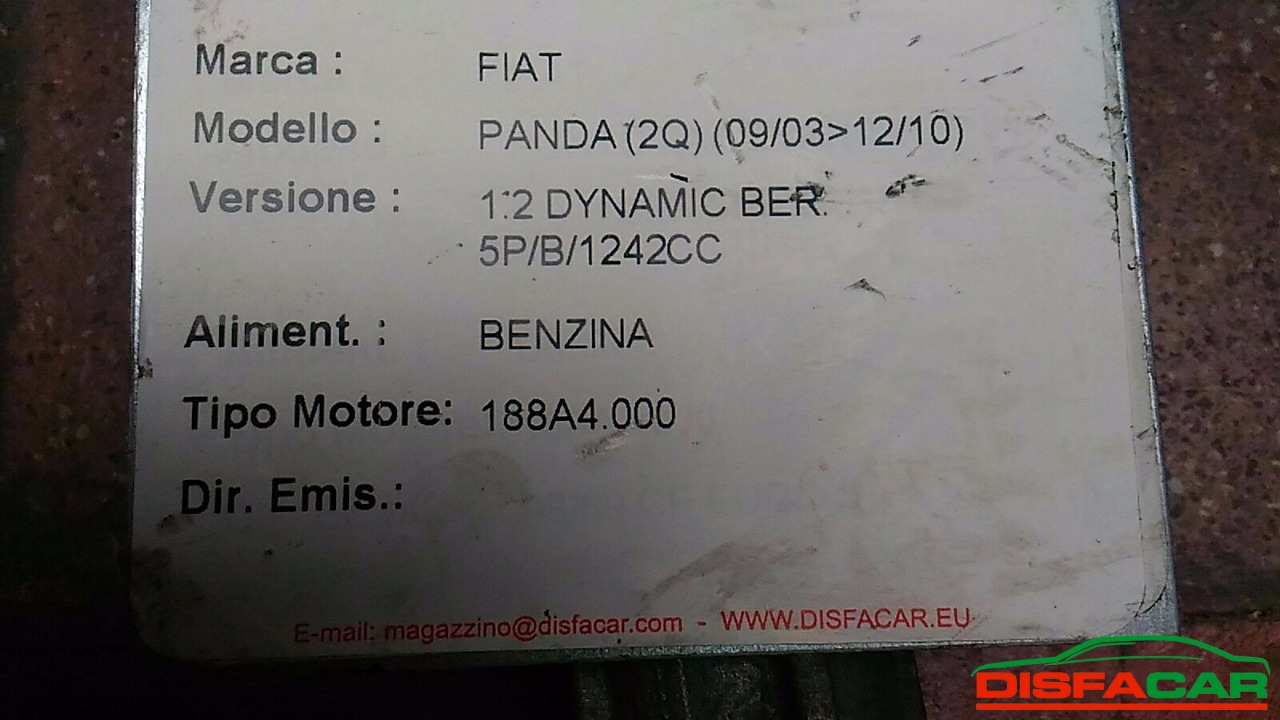 Marca : FIAT
Modello : PANDA (2Q) (09/03>12/10)
Versione : 1.2 DYNAMIC BER.
5P/B/1242CC
Aliment. : BENZINA
Tipo Motore: 188A4.000
Dir. Emis.:
E-mail: magazzino@disfacar.com - WWW.DISFACAR.EU
DISFACAR